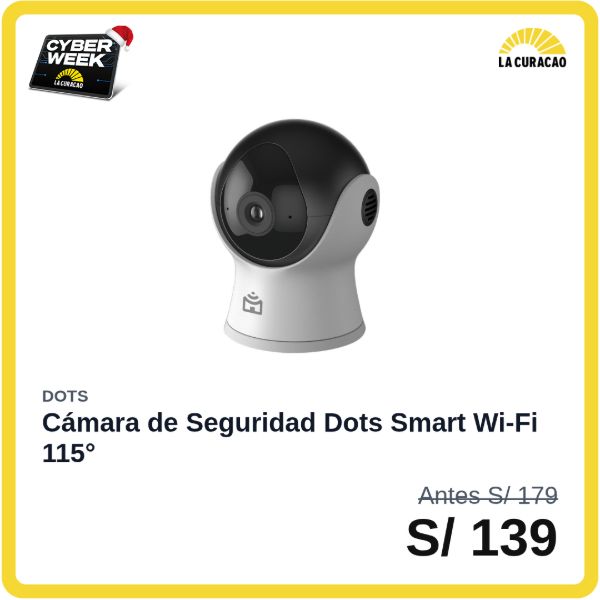 CYBER
WEEK
LA CURACAO
LA CURACAO
DOTS
Cámara de Seguridad Dots Smart Wi-Fi
115°
Antes S/ 179
S/ 139